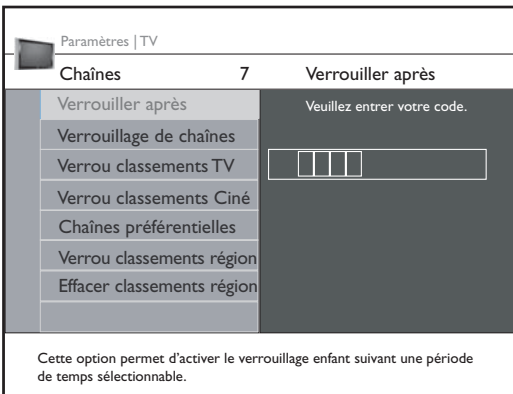 Paramètres | TV
Chaînes 7 Verrouiller après
Verrouiller après
Veuillez entrer votre code.
Verrouillage de chaînes
Verrou classements TV
Verrou classements Ciné
Chaînes préférentielles
Verrou classements région
Effacer classements région
Cette option permet d'activer le verrouillage enfant suivant une période
de temps sélectionnable.